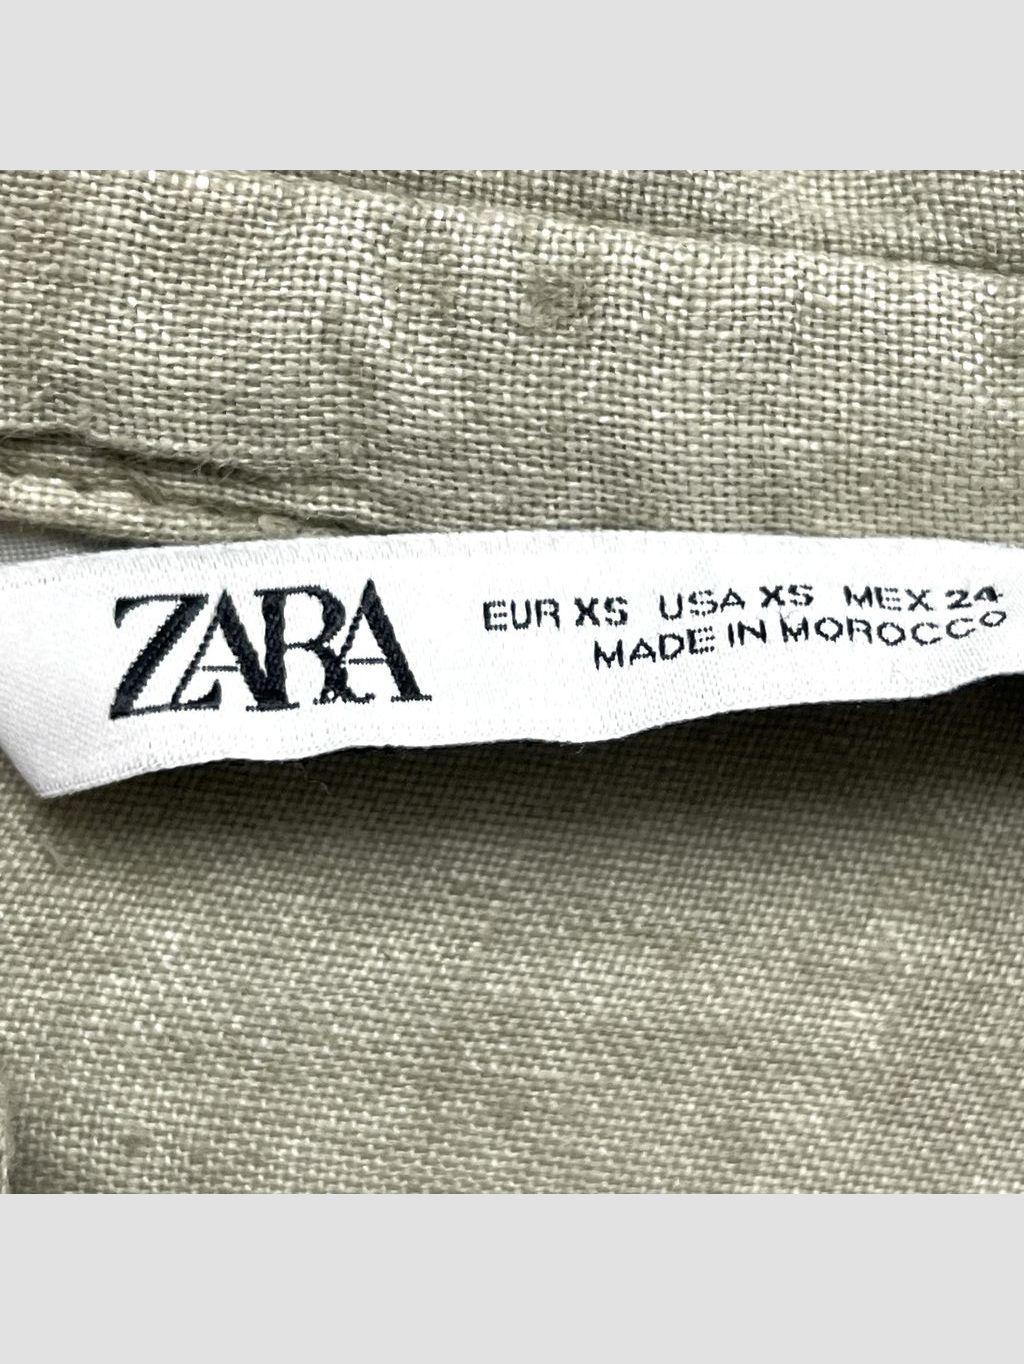 ZARA
EUR XS USA XS MEX 24
MADE IN MOROCCO